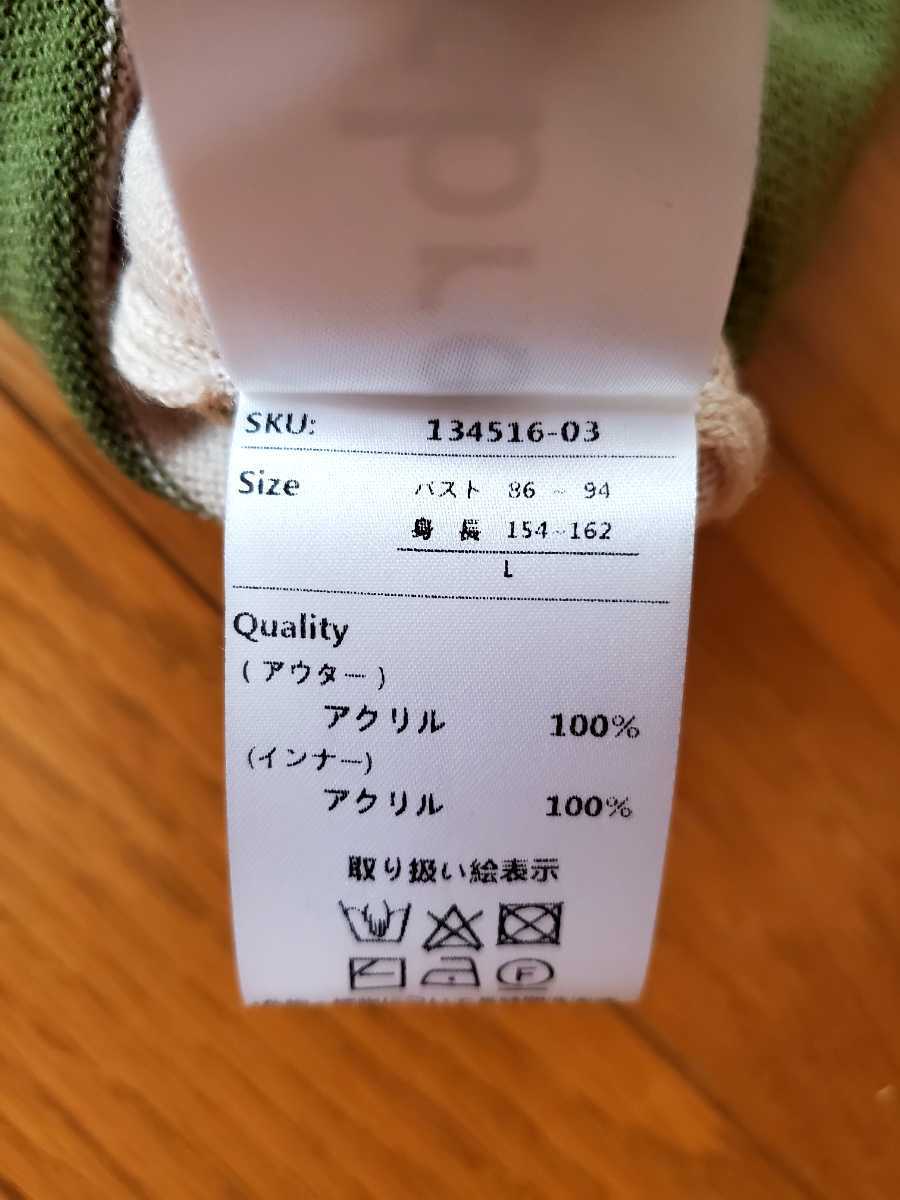 SKU: 134516-03
Size バスト 86 ~ 94
身長 154~162
L
Quality
(アウター)
アクリル 100%
(インナー)
アクリル 100%
取り扱い絵表示
F